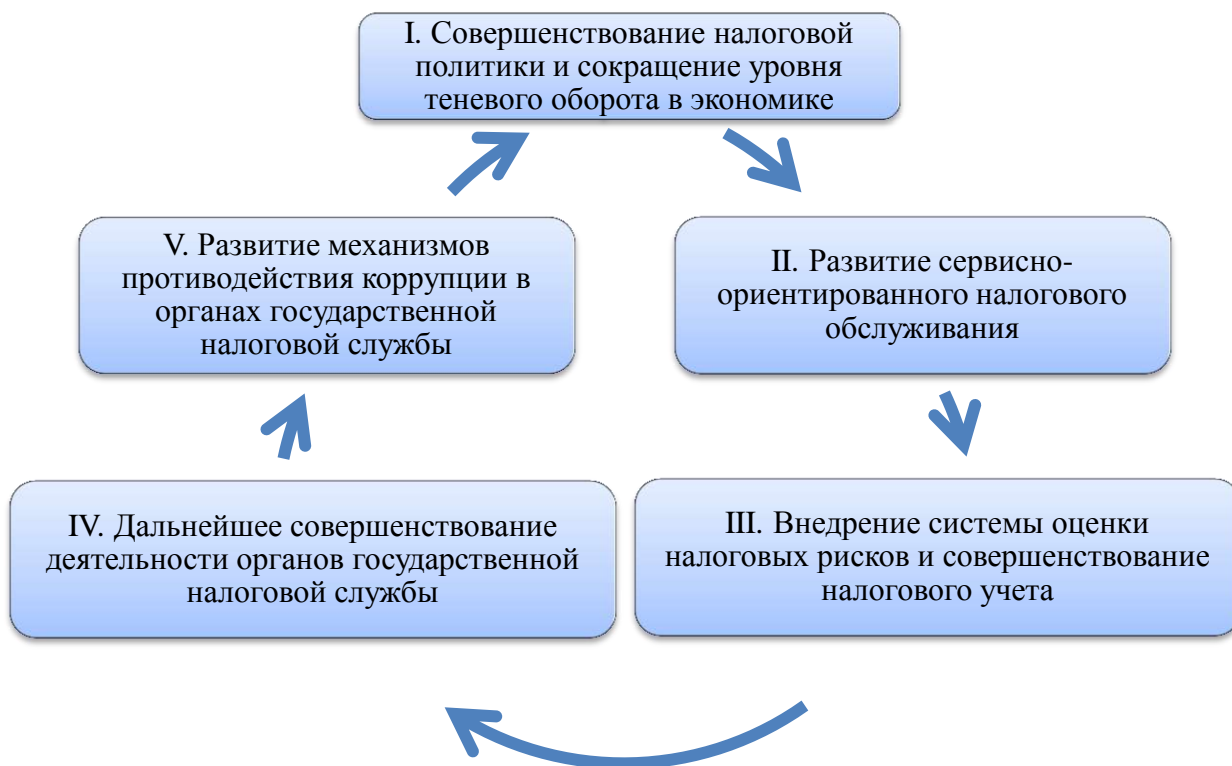 I. Совершенствование налоговой
политики и сокращение уровня
теневого оборота в экономике
II. Развитие сервисно-
ориентированного налогового
обслуживания
III. Внедрение системы оценки
налоговых рисков и совершенствование
налогового учета
IV. Дальнейшее совершенствование
деятельности органов государственной
налоговой службы
V. Развитие механизмов
противодействия коррупции в
органах государственной
налоговой службы